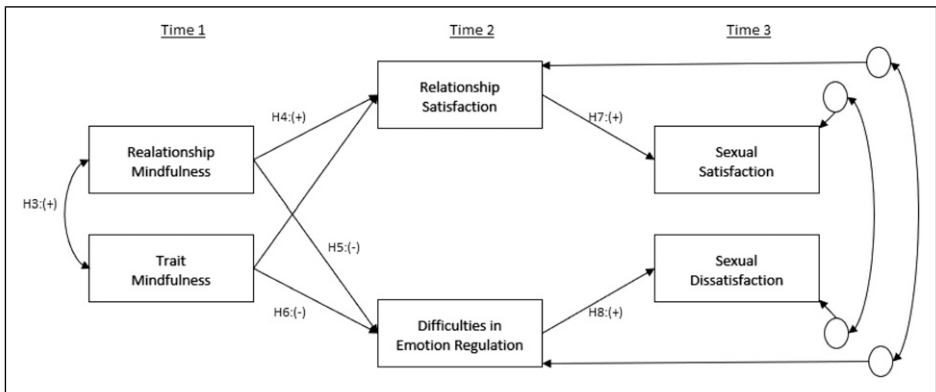 Time 1
Time 2
Time 3
Relationship
Satisfaction
H4:(+)
H7:(+)
Realationship
Mindfulness
Sexual
Satisfaction
H3:(+)
H5:(-)
Trait
Mindfulness
Sexual
Dissatisfaction
H6:(-)
H8:(+)
Difficulties in
Emotion Regulation